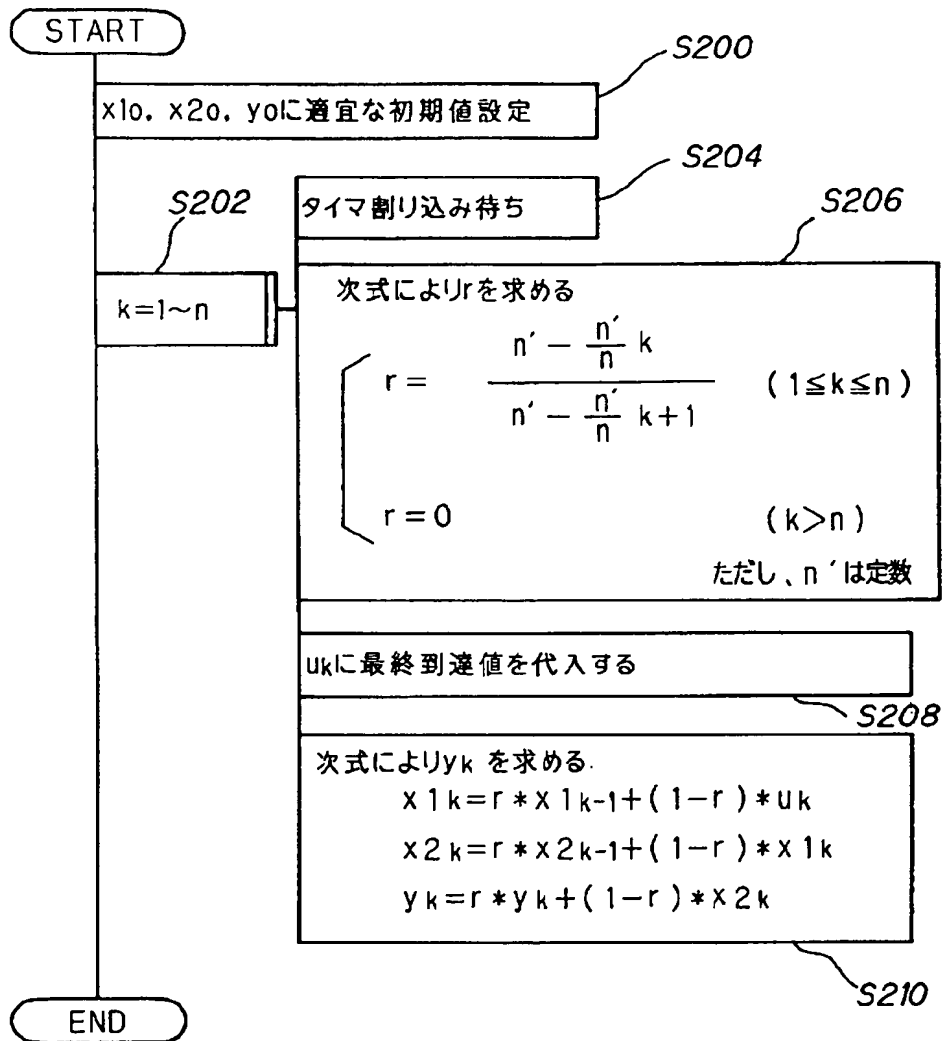 START
S200
x1o, x2o, yoに適宜な初期値設定
S204
タイマ割り込み待ち
S202
k=1~n
S206
次式によりrを求める
r = (n′ − (n′/n) k) / (n′ − (n′/n) k+1) (1≦k≦n)
r = 0 (k>n)
ただし、n′は定数
ukに最終到達値を代入する
S208
次式によりyk を求める.
x1k=r*x1k-1+(1-r)*uk
x2k=r*x2k-1+(1-r)*x1k
yk=r*yk+(1-r)*x2k
S210
END